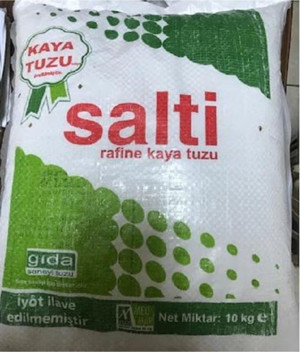 KAYA
TUZU
salti
rafine kaya tuzu
gıda
sanayi tuzu
İyot ilave
edilmemiştir
Net Miktar: 10 kg e